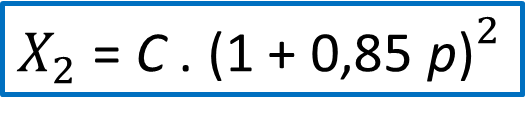 X₂ = C . (1 + 0,85 p)²